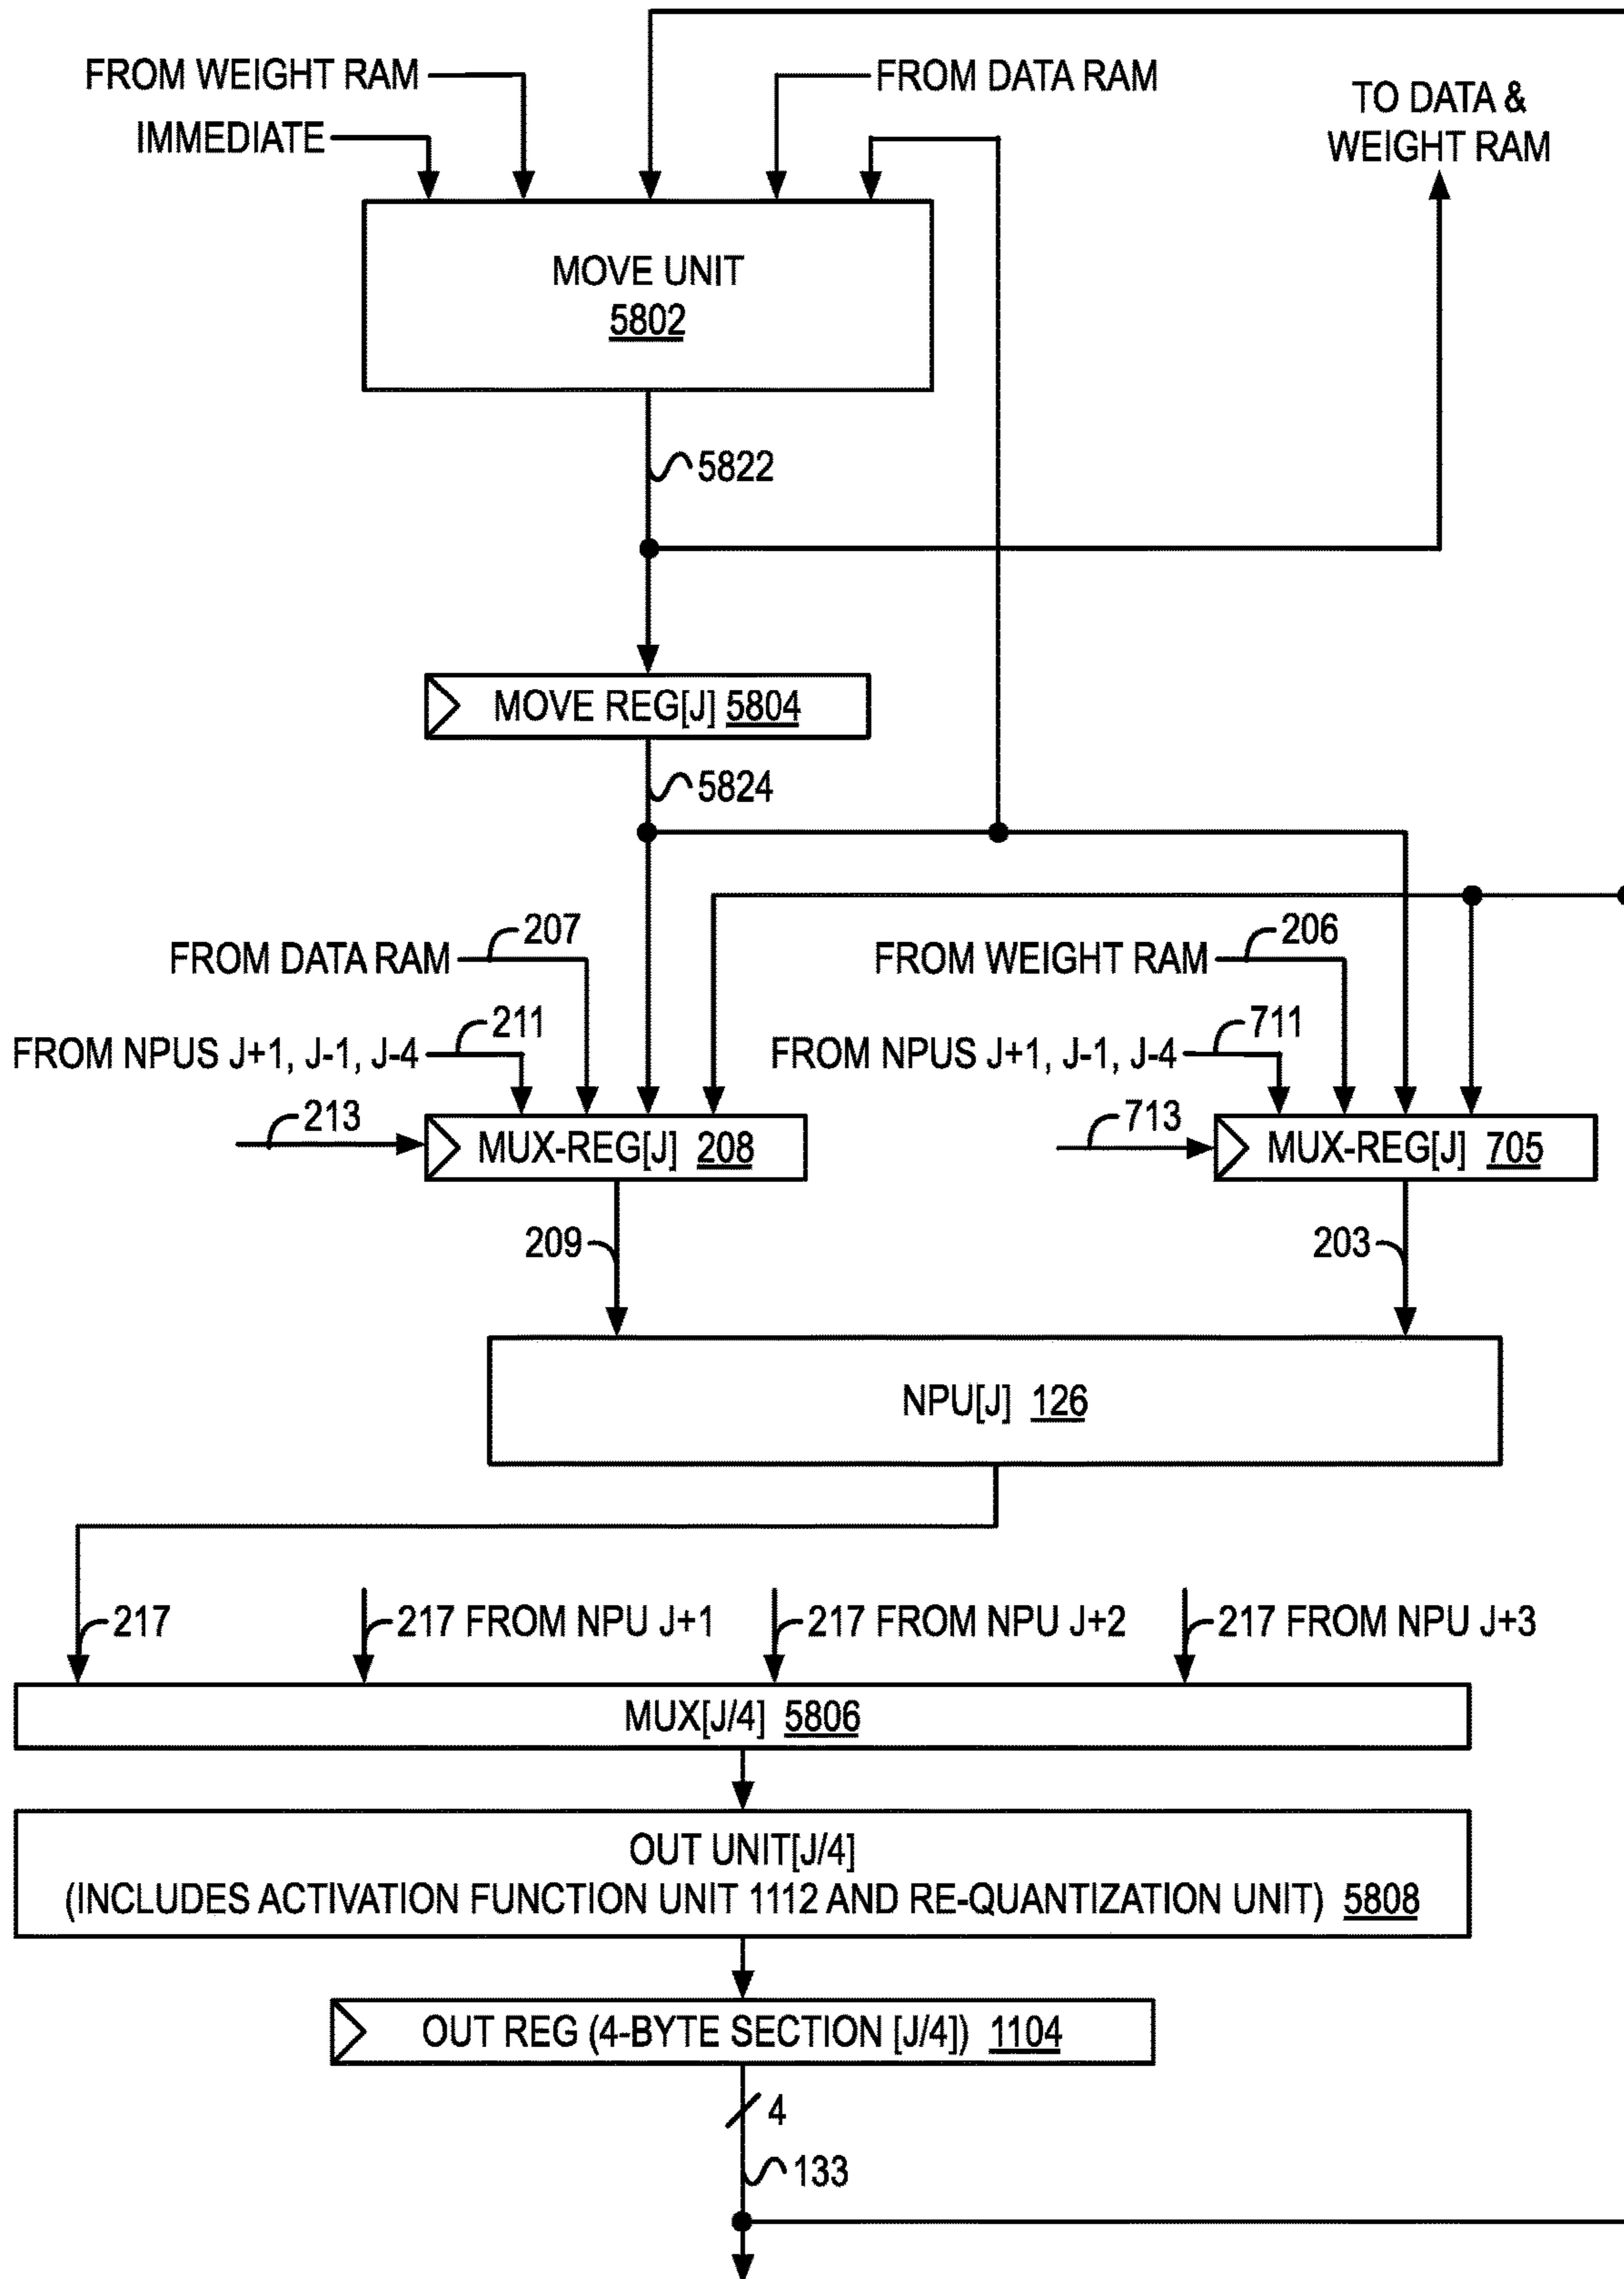 FROM WEIGHT RAM
FROM DATA RAM
IMMEDIATE
TO DATA &
WEIGHT RAM
MOVE UNIT
5802
5822
MOVE REG[J] 5804
5824
207
206
FROM DATA RAM
FROM WEIGHT RAM
211
711
FROM NPUS J+1, J-1, J-4
FROM NPUS J+1, J-1, J-4
213
713
MUX-REG[J] 208
MUX-REG[J] 705
209
203
NPU[J] 126
217
217 FROM NPU J+1
217 FROM NPU J+2
217 FROM NPU J+3
MUX[J/4] 5806
OUT UNIT[J/4]
(INCLUDES ACTIVATION FUNCTION UNIT 1112 AND RE-QUANTIZATION UNIT) 5808
OUT REG (4-BYTE SECTION [J/4]) 1104
4
133